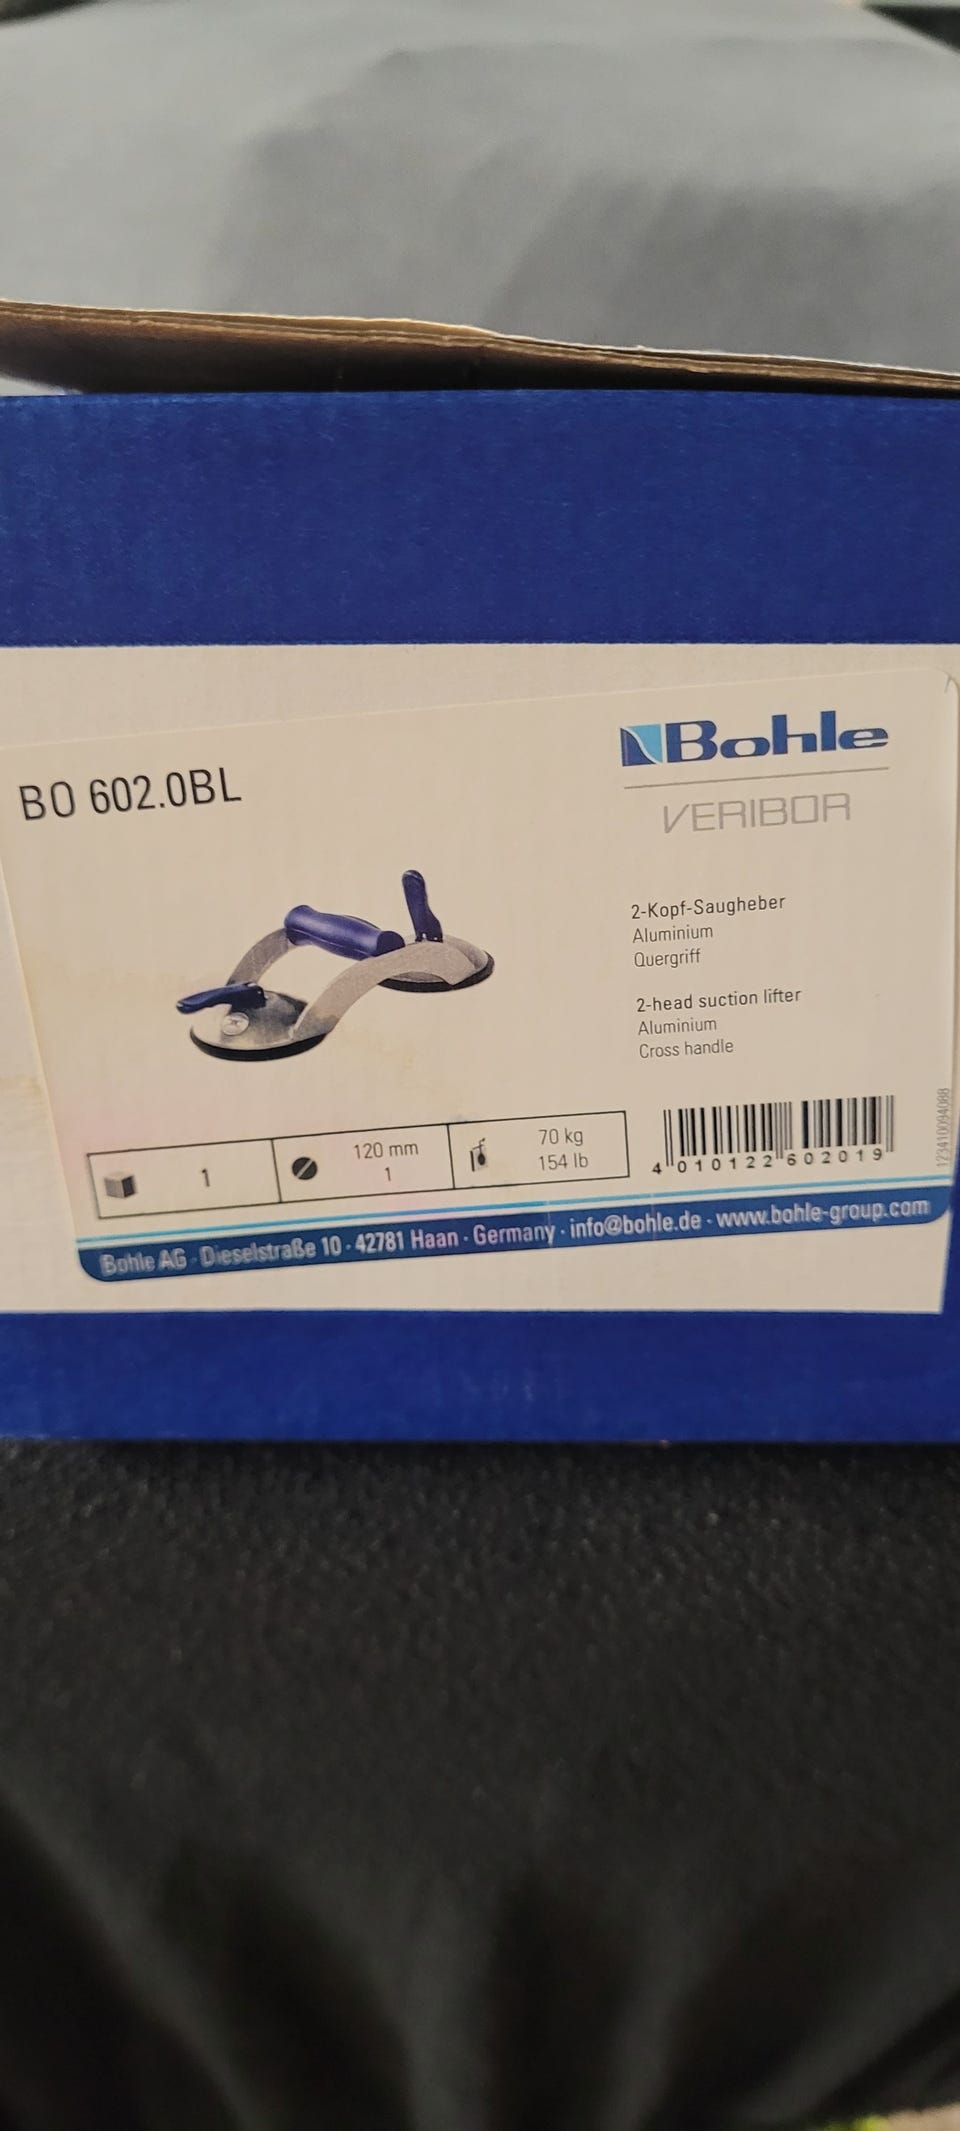 BO 602.0BL
Bohle
VERIBOR
2-Kopf-Saugheber
Aluminium
Quergriff
2-head suction lifter
Aluminium
Cross handle
1
120 mm
1
70 kg
154 lb
4 010122 602019
123410094088
Bohle AG · Dieselstraße 10 · 42781 Haan · Germany · info@bohle.de · www.bohle-group.com